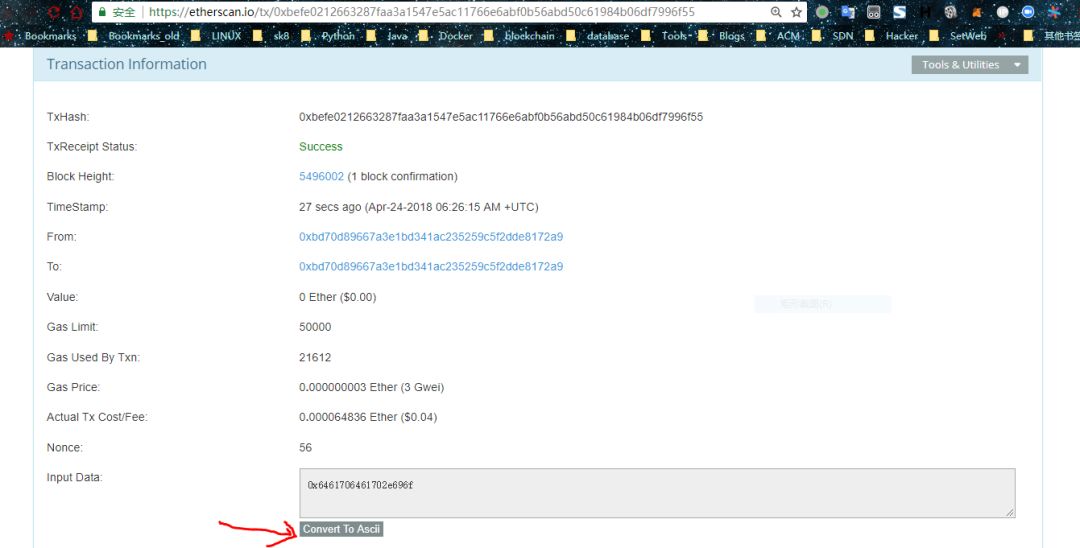 安全 https://etherscan.io/tx/0xbefe0212663287faa3a1547e5ac11766e6abf0b56abd50c61984b06df7996f55
Bookmarks Bookmarks_old LINUX sk8 Python java Docker blockchain database Tools Blogs ACM SDN Hacker SetWeb 其他书签
Transaction Information Tools & Utilities
TxHash: 0xbefe0212663287faa3a1547e5ac11766e6abf0b56abd50c61984b06df7996f55
TxReceipt Status: Success
Block Height: 5496002 (1 block confirmation)
TimeStamp: 27 secs ago (Apr-24-2018 06:26:15 AM +UTC)
From: 0xbd70d89667a3e1bd341ac235259c5f2dde8172a9
To: 0xbd70d89667a3e1bd341ac235259c5f2dde8172a9
Value: 0 Ether ($0.00)
Gas Limit: 50000
Gas Used By Txn: 21612
Gas Price: 0.000000003 Ether (3 Gwei)
Actual Tx Cost/Fee: 0.000064836 Ether ($0.04)
Nonce: 56
Input Data: 0x6461706461702e696f
Convert To Ascii